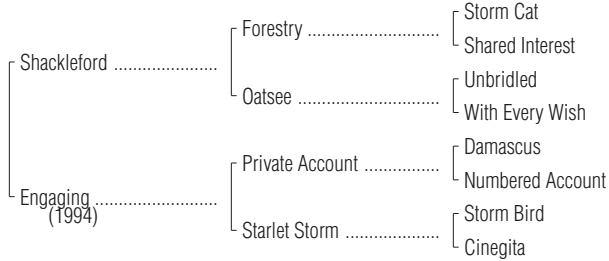 Storm Cat
Forestry ..............................
Shared Interest
Shackleford .......................
Unbridled
Oatsee ................................
With Every Wish
Damascus
Private Account .................
Numbered Account
Engaging ...........................
(1994)
Storm Bird
Starlet Storm .....................
Cinegita